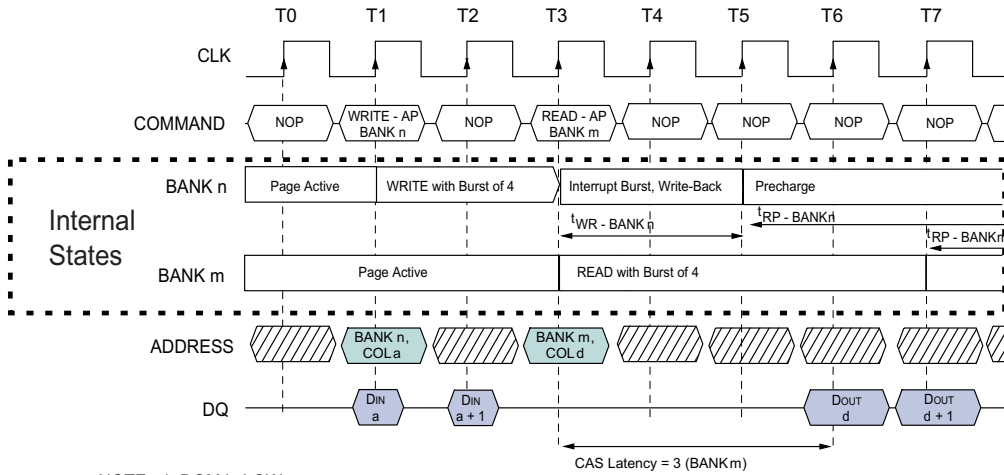 T0 T1 T2 T3 T4 T5 T6 T7
CLK
COMMAND NOP WRITE - AP BANK n NOP READ - AP BANK m NOP NOP NOP NOP
BANK n Page Active WRITE with Burst of 4 Interrupt Burst, Write-Back Precharge
Internal
States
tWR - BANK n tRP - BANK n
tRP - BANK m
BANK m Page Active READ with Burst of 4
ADDRESS BANK n, COL a BANK m, COL d
DQ DIN a DIN a + 1 DOUT d DOUT d + 1
CAS Latency = 3 (BANK m)